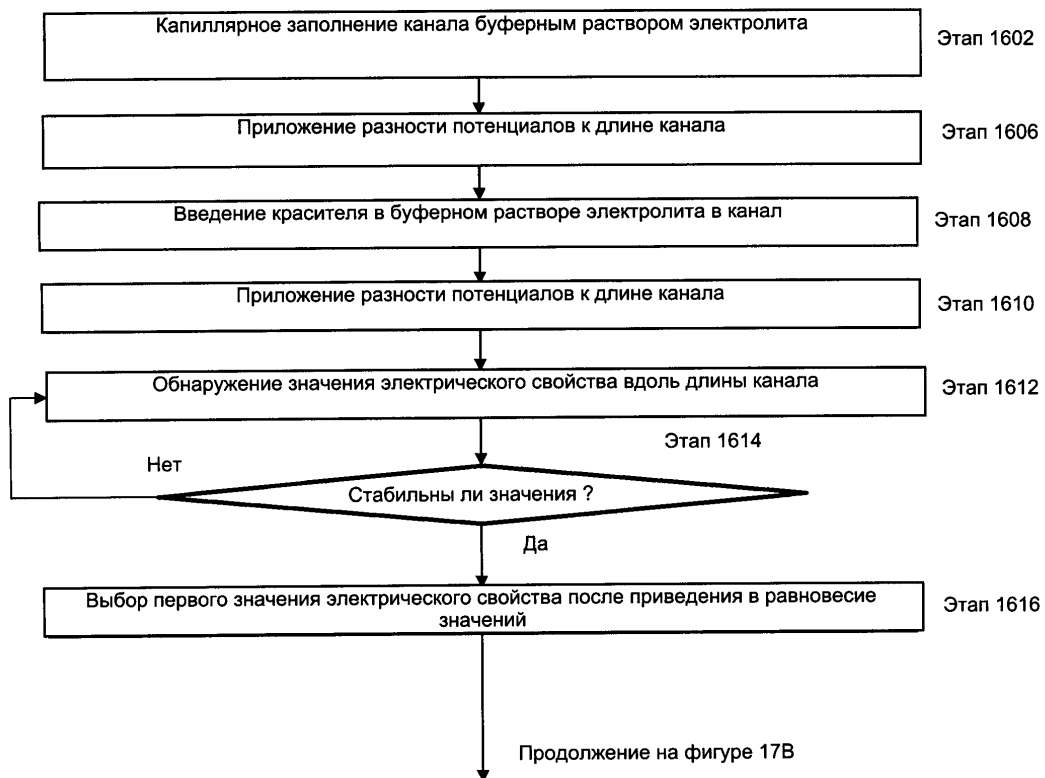 Капиллярное заполнение канала буферным раствором электролита
Этап 1602
Приложение разности потенциалов к длине канала
Этап 1606
Введение красителя в буферном растворе электролита в канал
Этап 1608
Приложение разности потенциалов к длине канала
Этап 1610
Обнаружение значения электрического свойства вдоль длины канала
Этап 1612
Этап 1614
Нет
Стабильны ли значения ?
Да
Выбор первого значения электрического свойства после приведения в равновесие
значений
Этап 1616
Продолжение на фигуре 17B